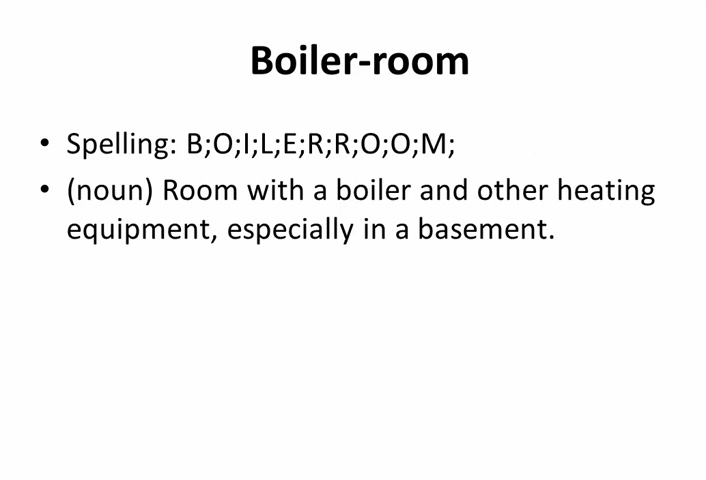 Boiler-room
• Spelling: B;O;I;L;E;R;R;O;O;M;
• (noun) Room with a boiler and other heating
equipment, especially in a basement.